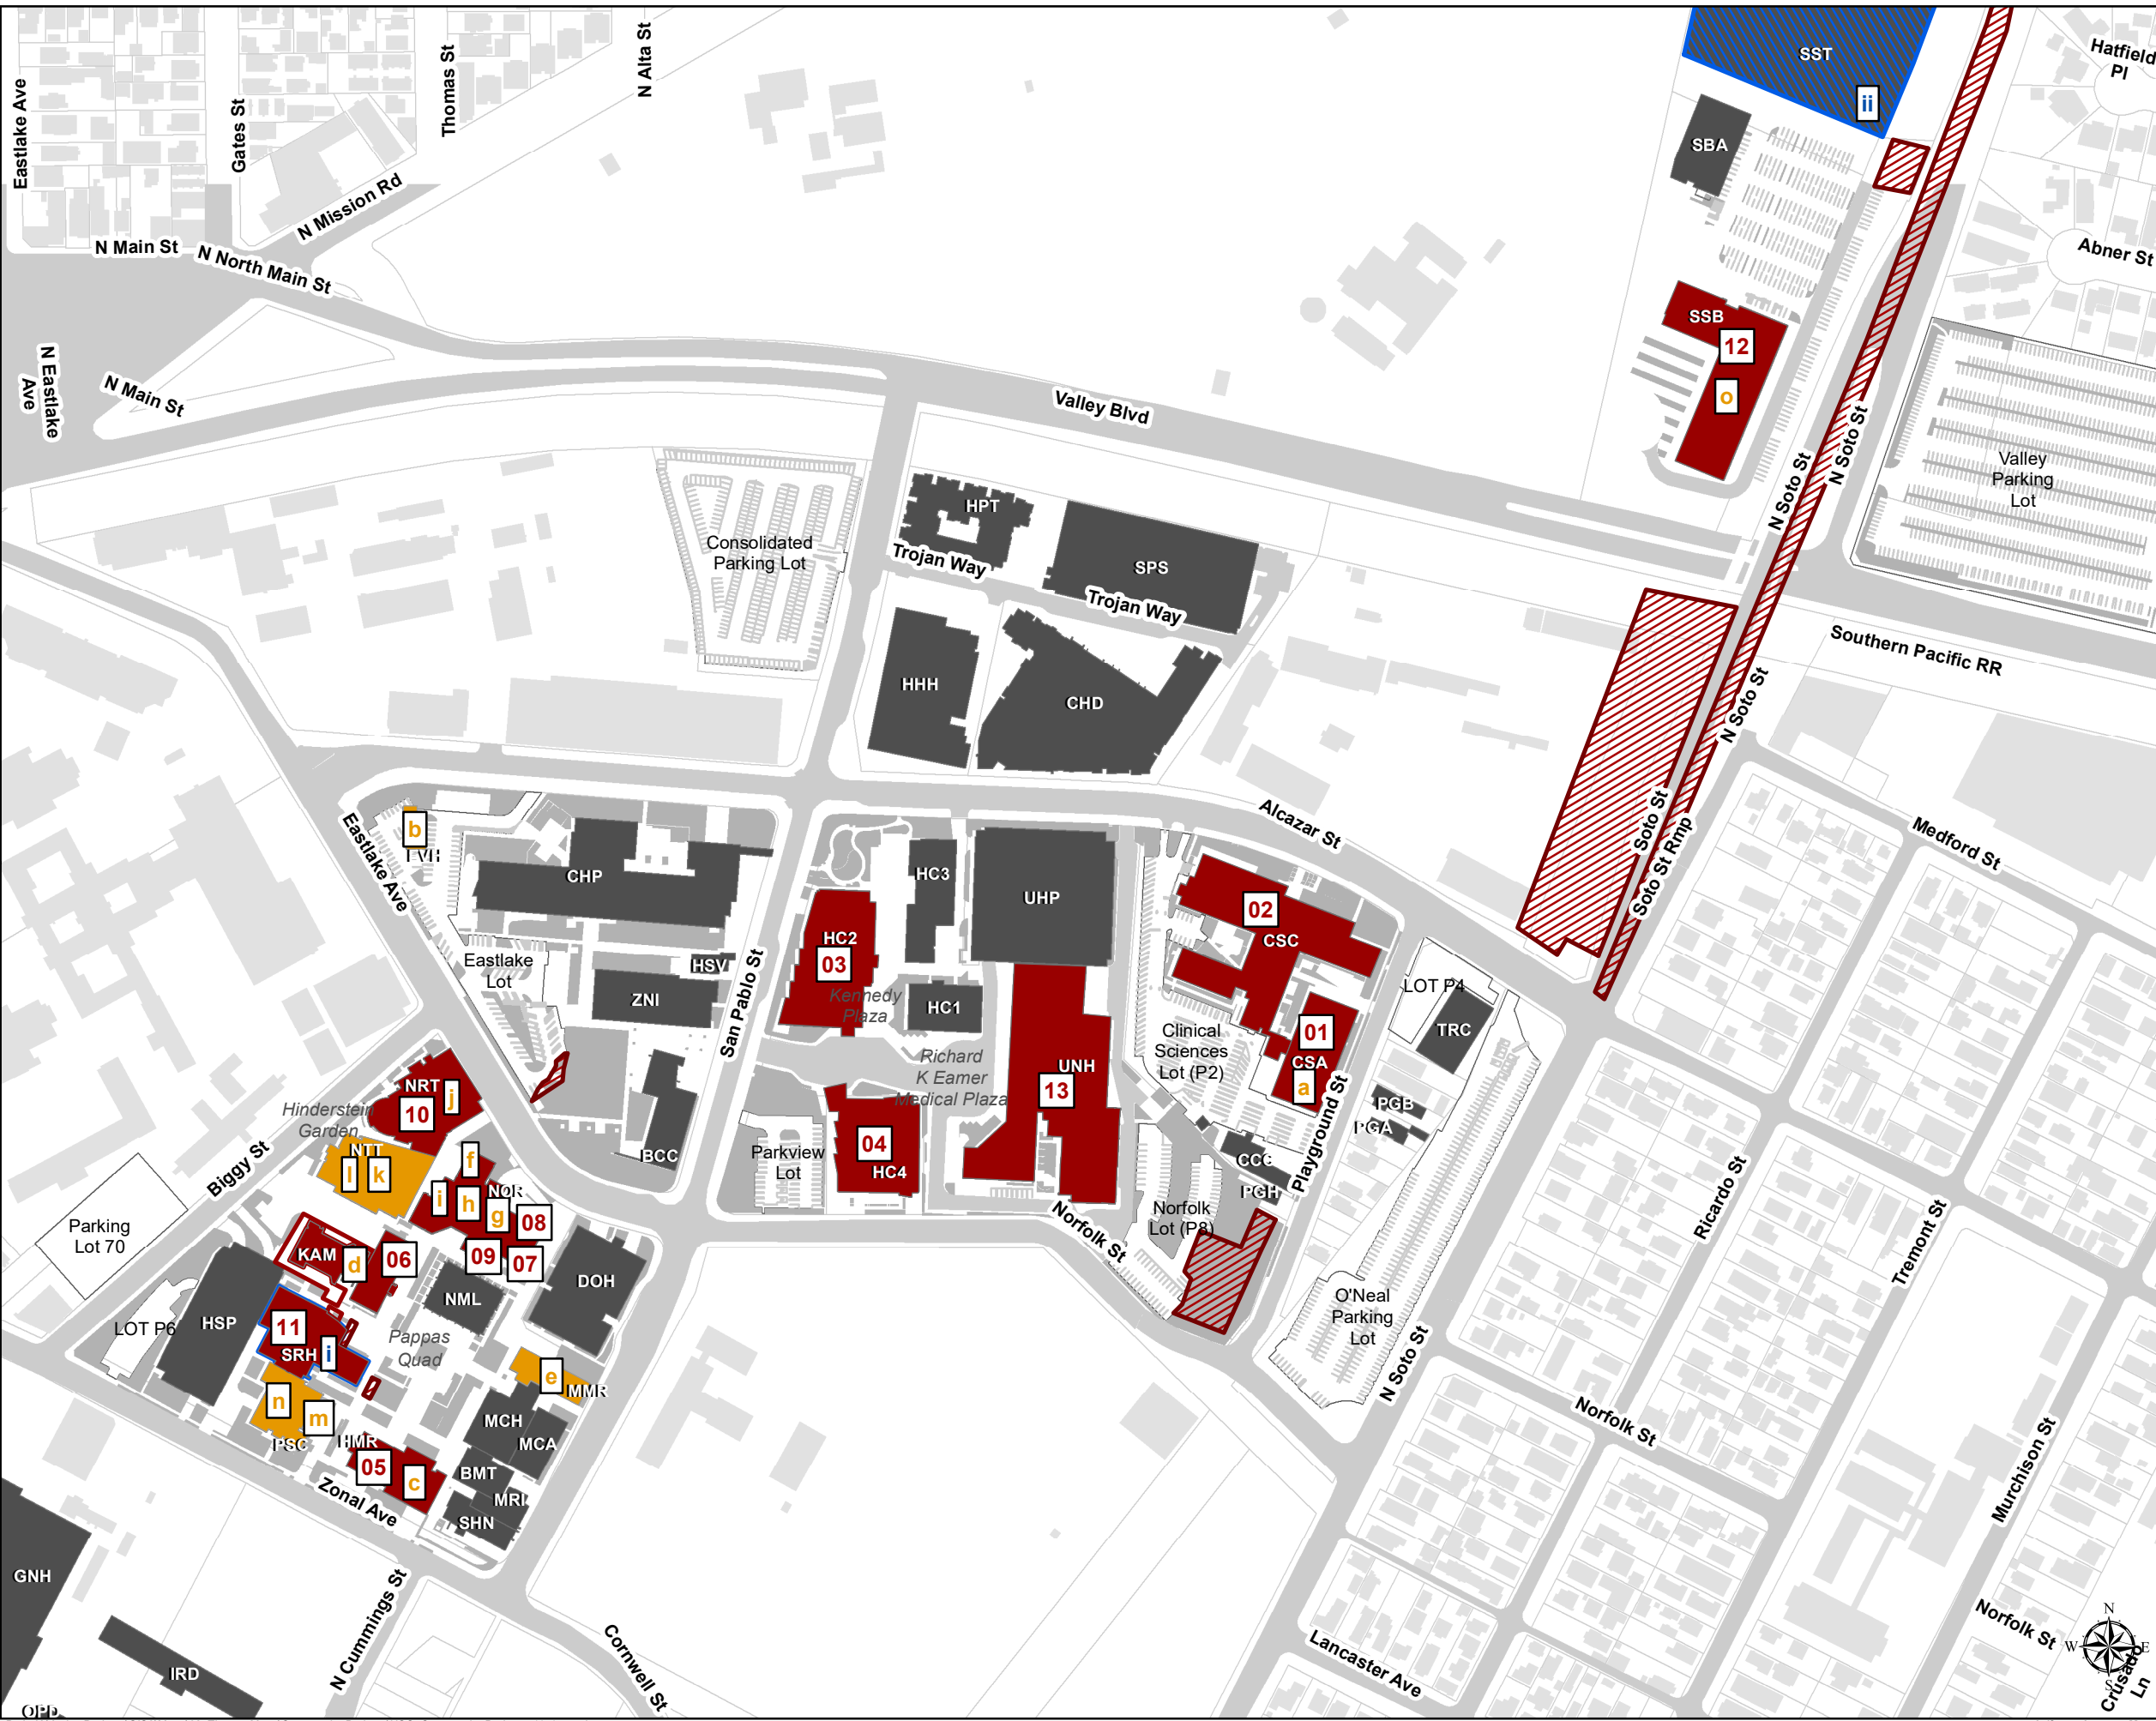 Eastlake Ave
Gates St
Thomas St
N Alta St
N Mission Rd
N Main St
N North Main St
N Eastlake
Ave
N Main St
Valley Blvd
SST
ii
Hatfield
Pl
SBA
Abner St
SSB
12
o
N Soto St
N Soto St
Valley
Parking
Lot
Southern Pacific RR
Consolidated
Parking Lot
HPT
Trojan Way
SPS
Trojan Way
HHH
CHD
N Soto St
Soto St
Soto St Rmp
Medford St
Alcazar St
b
Eastlake Ave
CHP
HC3
UHP
02
CSC
HC2
03
Kennedy
Plaza
Eastlake
Lot
HSV
ZNI
San Pablo St
HC1
LOT P4
TRC
01
CSA
a
Clinical
Sciences
Lot (P2)
Richard
K Eamer
Medical Plaza
UNH
13
NRT
j
10
Hinderstein
Garden
Biggy St
NTT
l
k
f
i
h
g
NOR
08
09
07
BCC
Parkview
Lot
04
HC4
PGB
PGA
CCC
PGH
Playground St
Norfolk
Lot (P8)
Norfolk St
Ricardo St
Tremont St
Parking
Lot 70
KAM
d
06
DOH
NML
HSP
LOT P6
11
SRH
i
Pappas
Quad
O'Neal
Parking
Lot
N Soto St
e
MMR
n
m
PSC
MCH
MCA
HMR
05
c
BMT
MRI
SHN
Zonal Ave
Norfolk St
Murchison St
GNH
IRD
OPD
N Cummings St
Cornwell St
Lancaster Ave
Norfolk St
N
W
E
S
Crusado
Ln